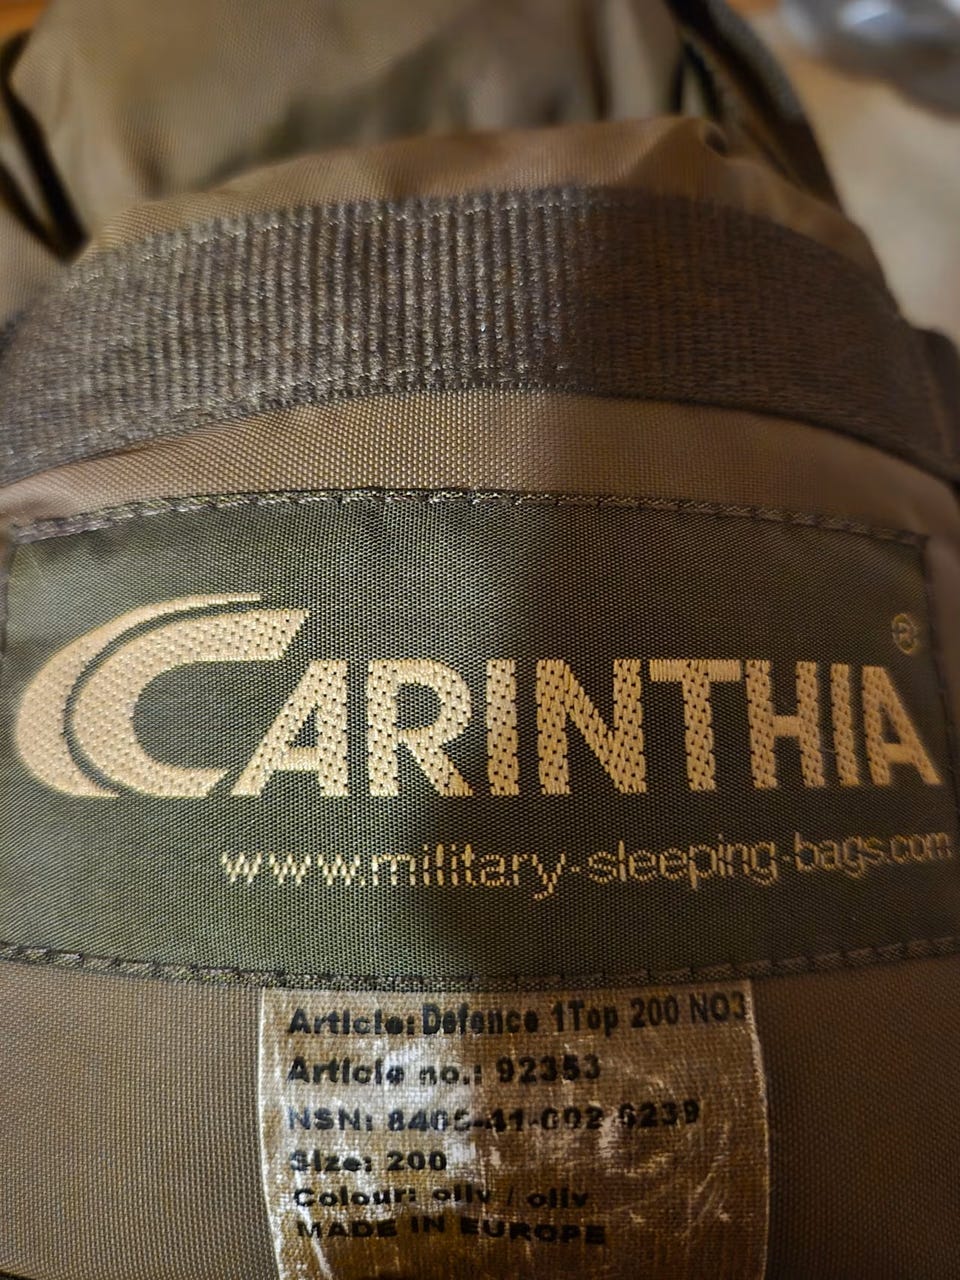 CARINTHIA®
www.military-sleeping-bags.com
Article: Defence 1Top 200 NO3
Article no.: 92353
NSN: 8405-41-002 6239
Size: 200
Colour: oliv / oliv
MADE IN EUROPE